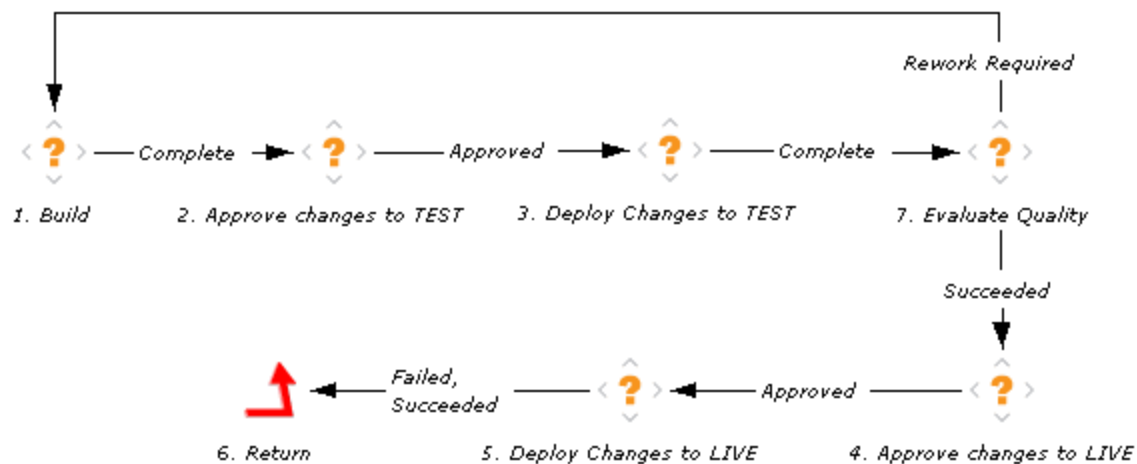 Rework Required
Complete
Approved
Complete
1. Build
2. Approve changes to TEST
3. Deploy Changes to TEST
7. Evaluate Quality
Succeeded
Failed,
Succeeded
Approved
6. Return
5. Deploy Changes to LIVE
4. Approve changes to LIVE